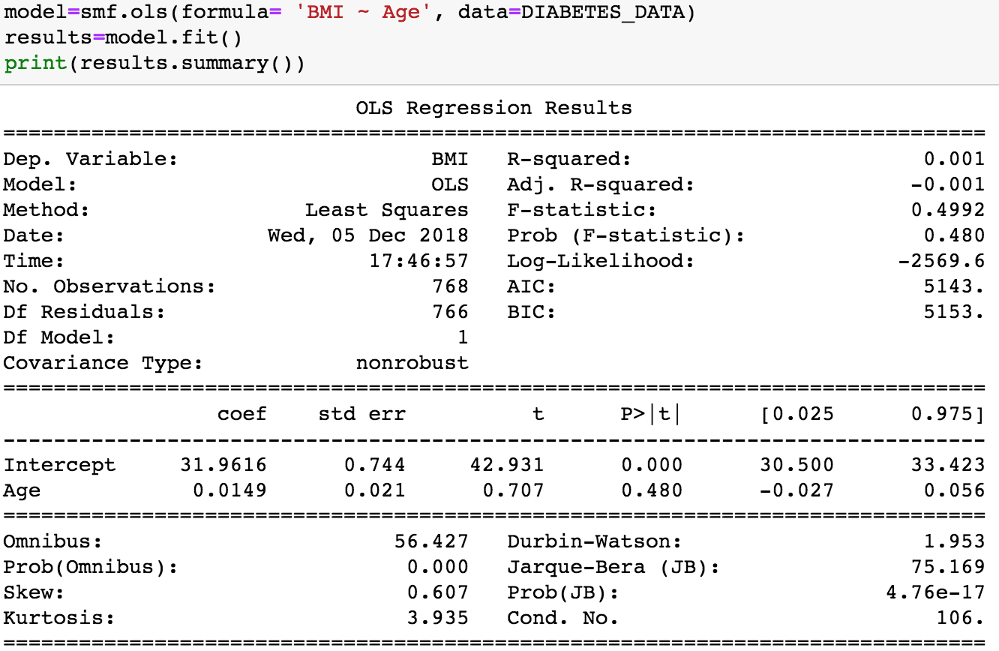 model=smf.ols(formula= 'BMI ~ Age', data=DIABETES_DATA)
results=model.fit()
print(results.summary())
                            OLS Regression Results
==============================================================================
Dep. Variable:                    BMI   R-squared:                       0.001
Model:                            OLS   Adj. R-squared:                 -0.001
Method:                 Least Squares   F-statistic:                    0.4992
Date:                Wed, 05 Dec 2018   Prob (F-statistic):              0.480
Time:                        17:46:57   Log-Likelihood:                -2569.6
No. Observations:                 768   AIC:                             5143.
Df Residuals:                     766   BIC:                             5153.
Df Model:                           1
Covariance Type:            nonrobust
==============================================================================
                 coef    std err          t      P>|t|      [0.025      0.975]
------------------------------------------------------------------------------
Intercept     31.9616      0.744     42.931      0.000      30.500      33.423
Age            0.0149      0.021      0.707      0.480      -0.027       0.056
==============================================================================
Omnibus:                       56.427   Durbin-Watson:                   1.953
Prob(Omnibus):                  0.000   Jarque-Bera (JB):               75.169
Skew:                           0.607   Prob(JB):                     4.76e-17
Kurtosis:                       3.935   Cond. No.                         106.
==============================================================================